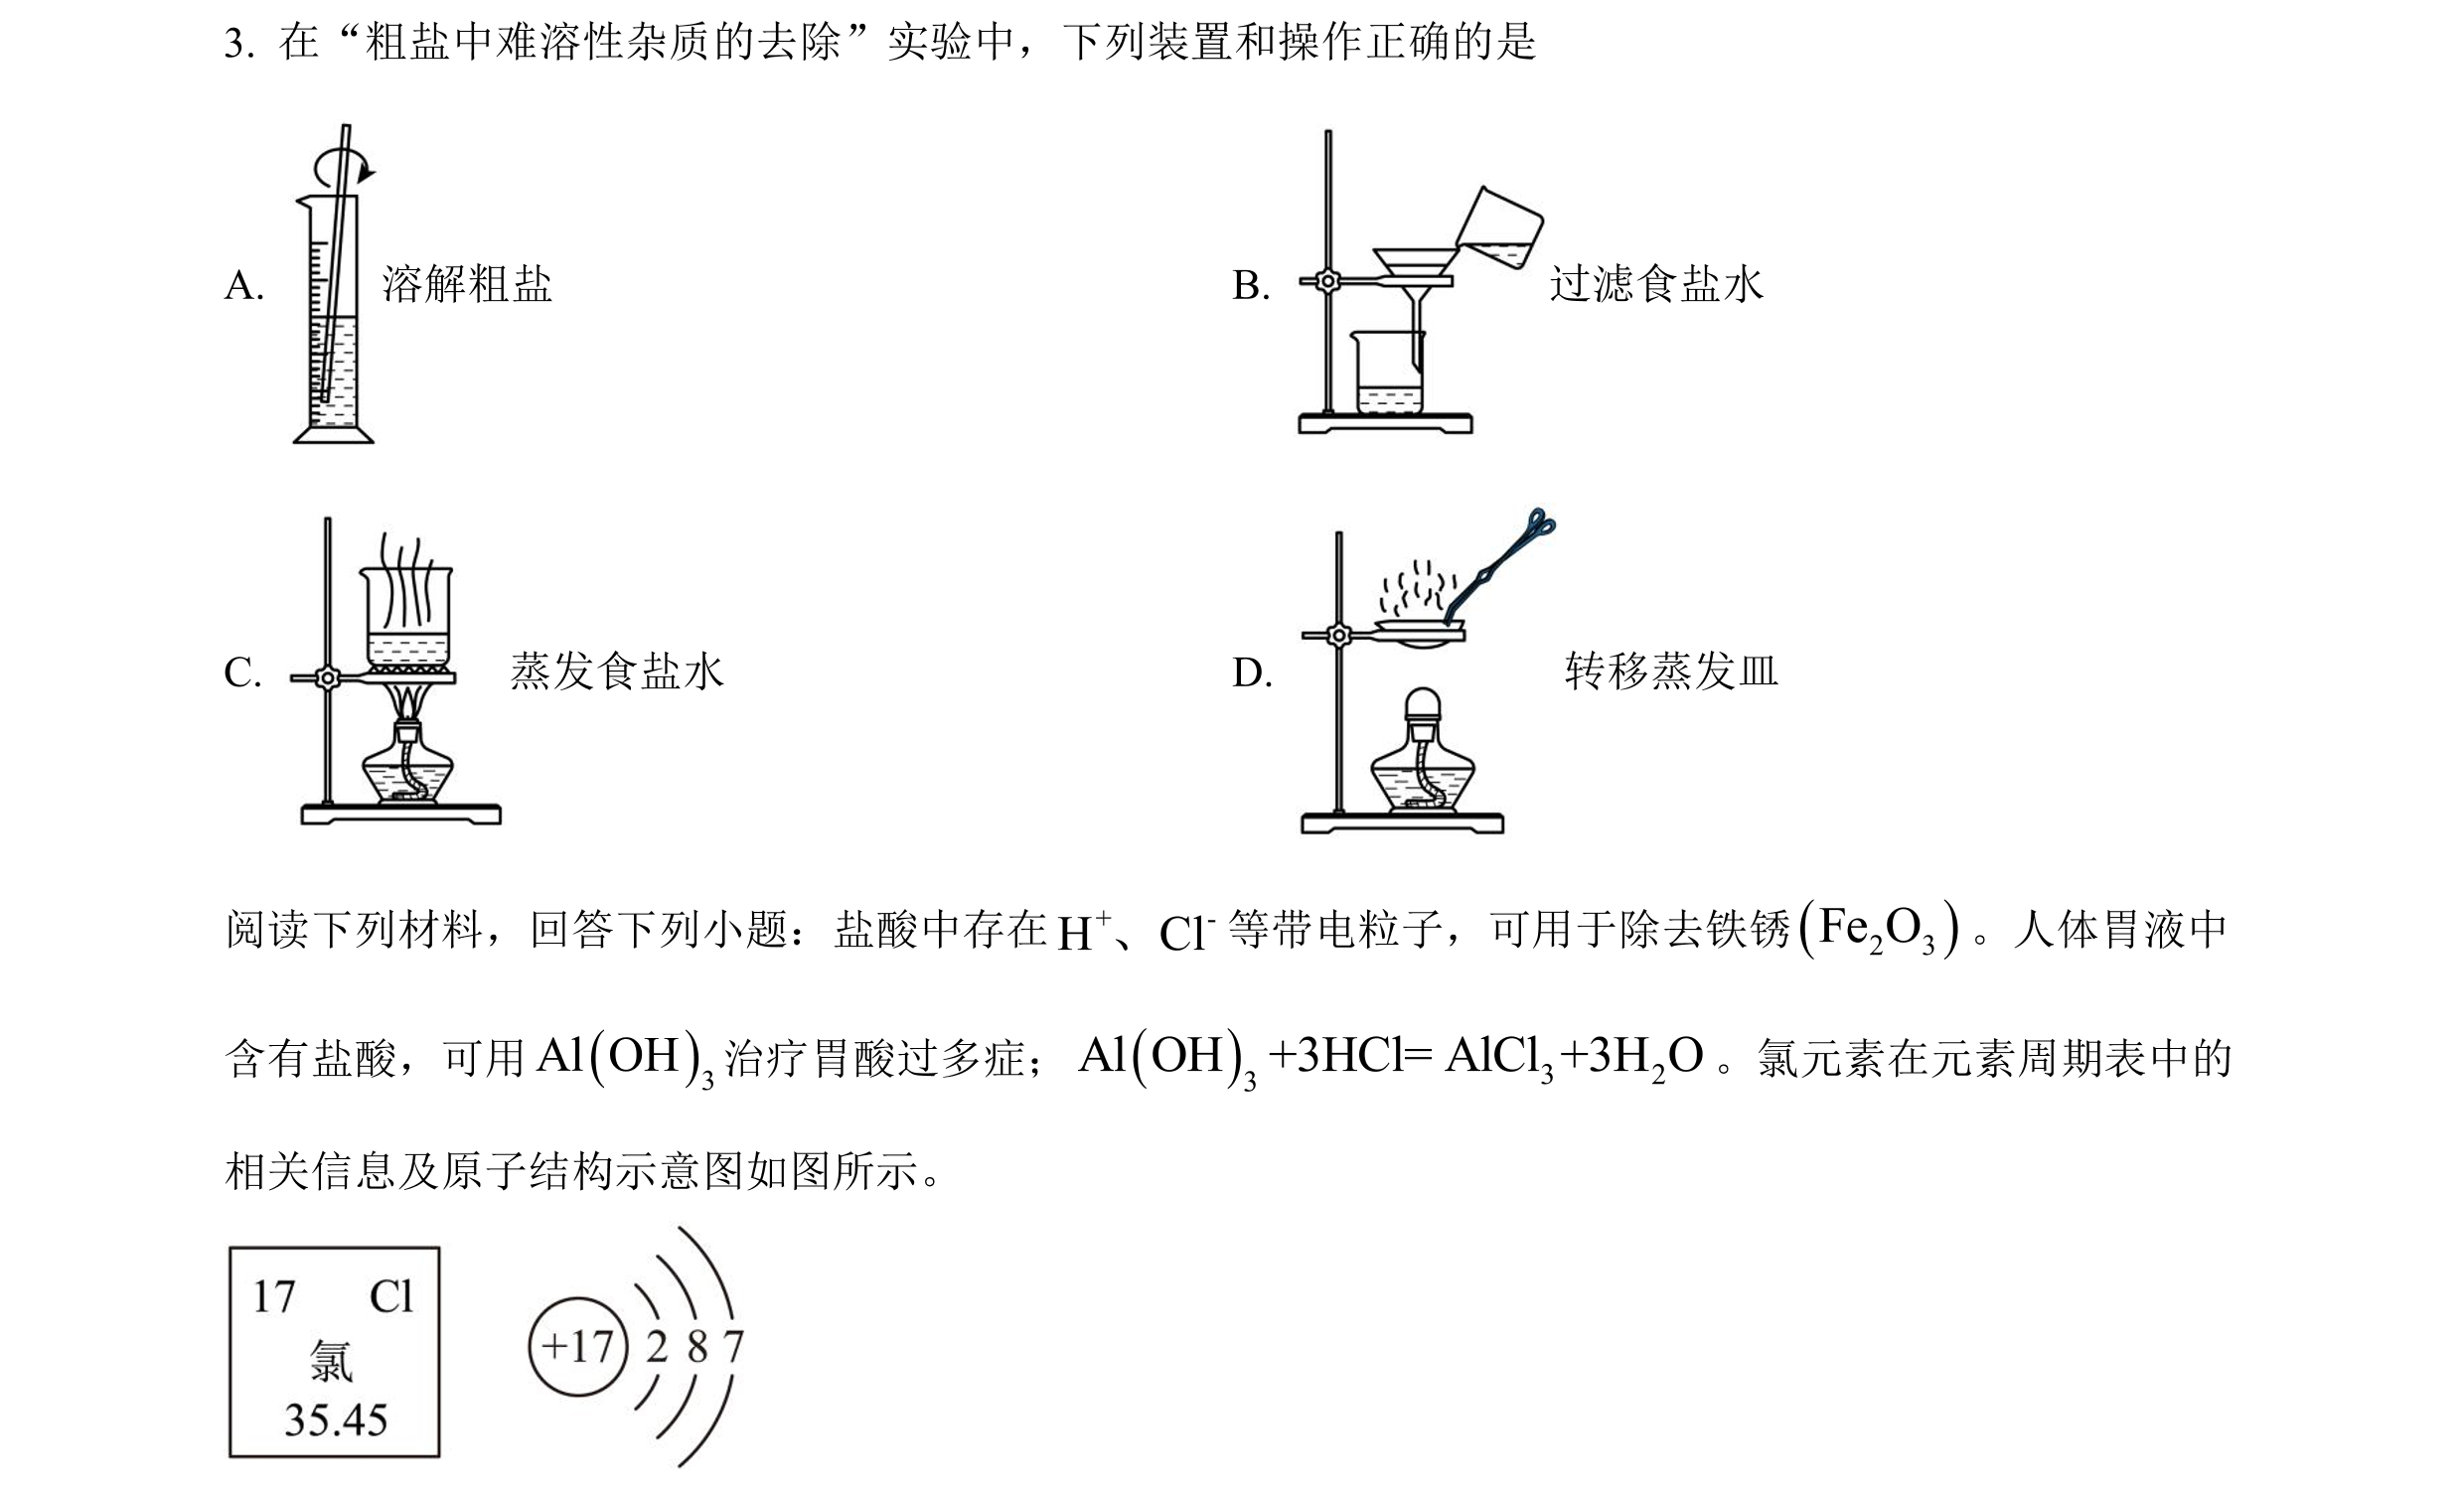 3. 在“粗盐中难溶性杂质的去除”实验中，下列装置和操作正确的是
A. 溶解粗盐 B. 过滤食盐水
C. 蒸发食盐水 D. 转移蒸发皿
阅读下列材料，回答下列小题：盐酸中存在 H⁺、Cl⁻ 等带电粒子，可用于除去铁锈(Fe₂O₃)。人体胃液中
含有盐酸，可用 Al(OH)₃ 治疗胃酸过多症；Al(OH)₃+3HCl= AlCl₃+3H₂O。氯元素在元素周期表中的
相关信息及原子结构示意图如图所示。
17 Cl
氯
35.45
+17 2 8 7